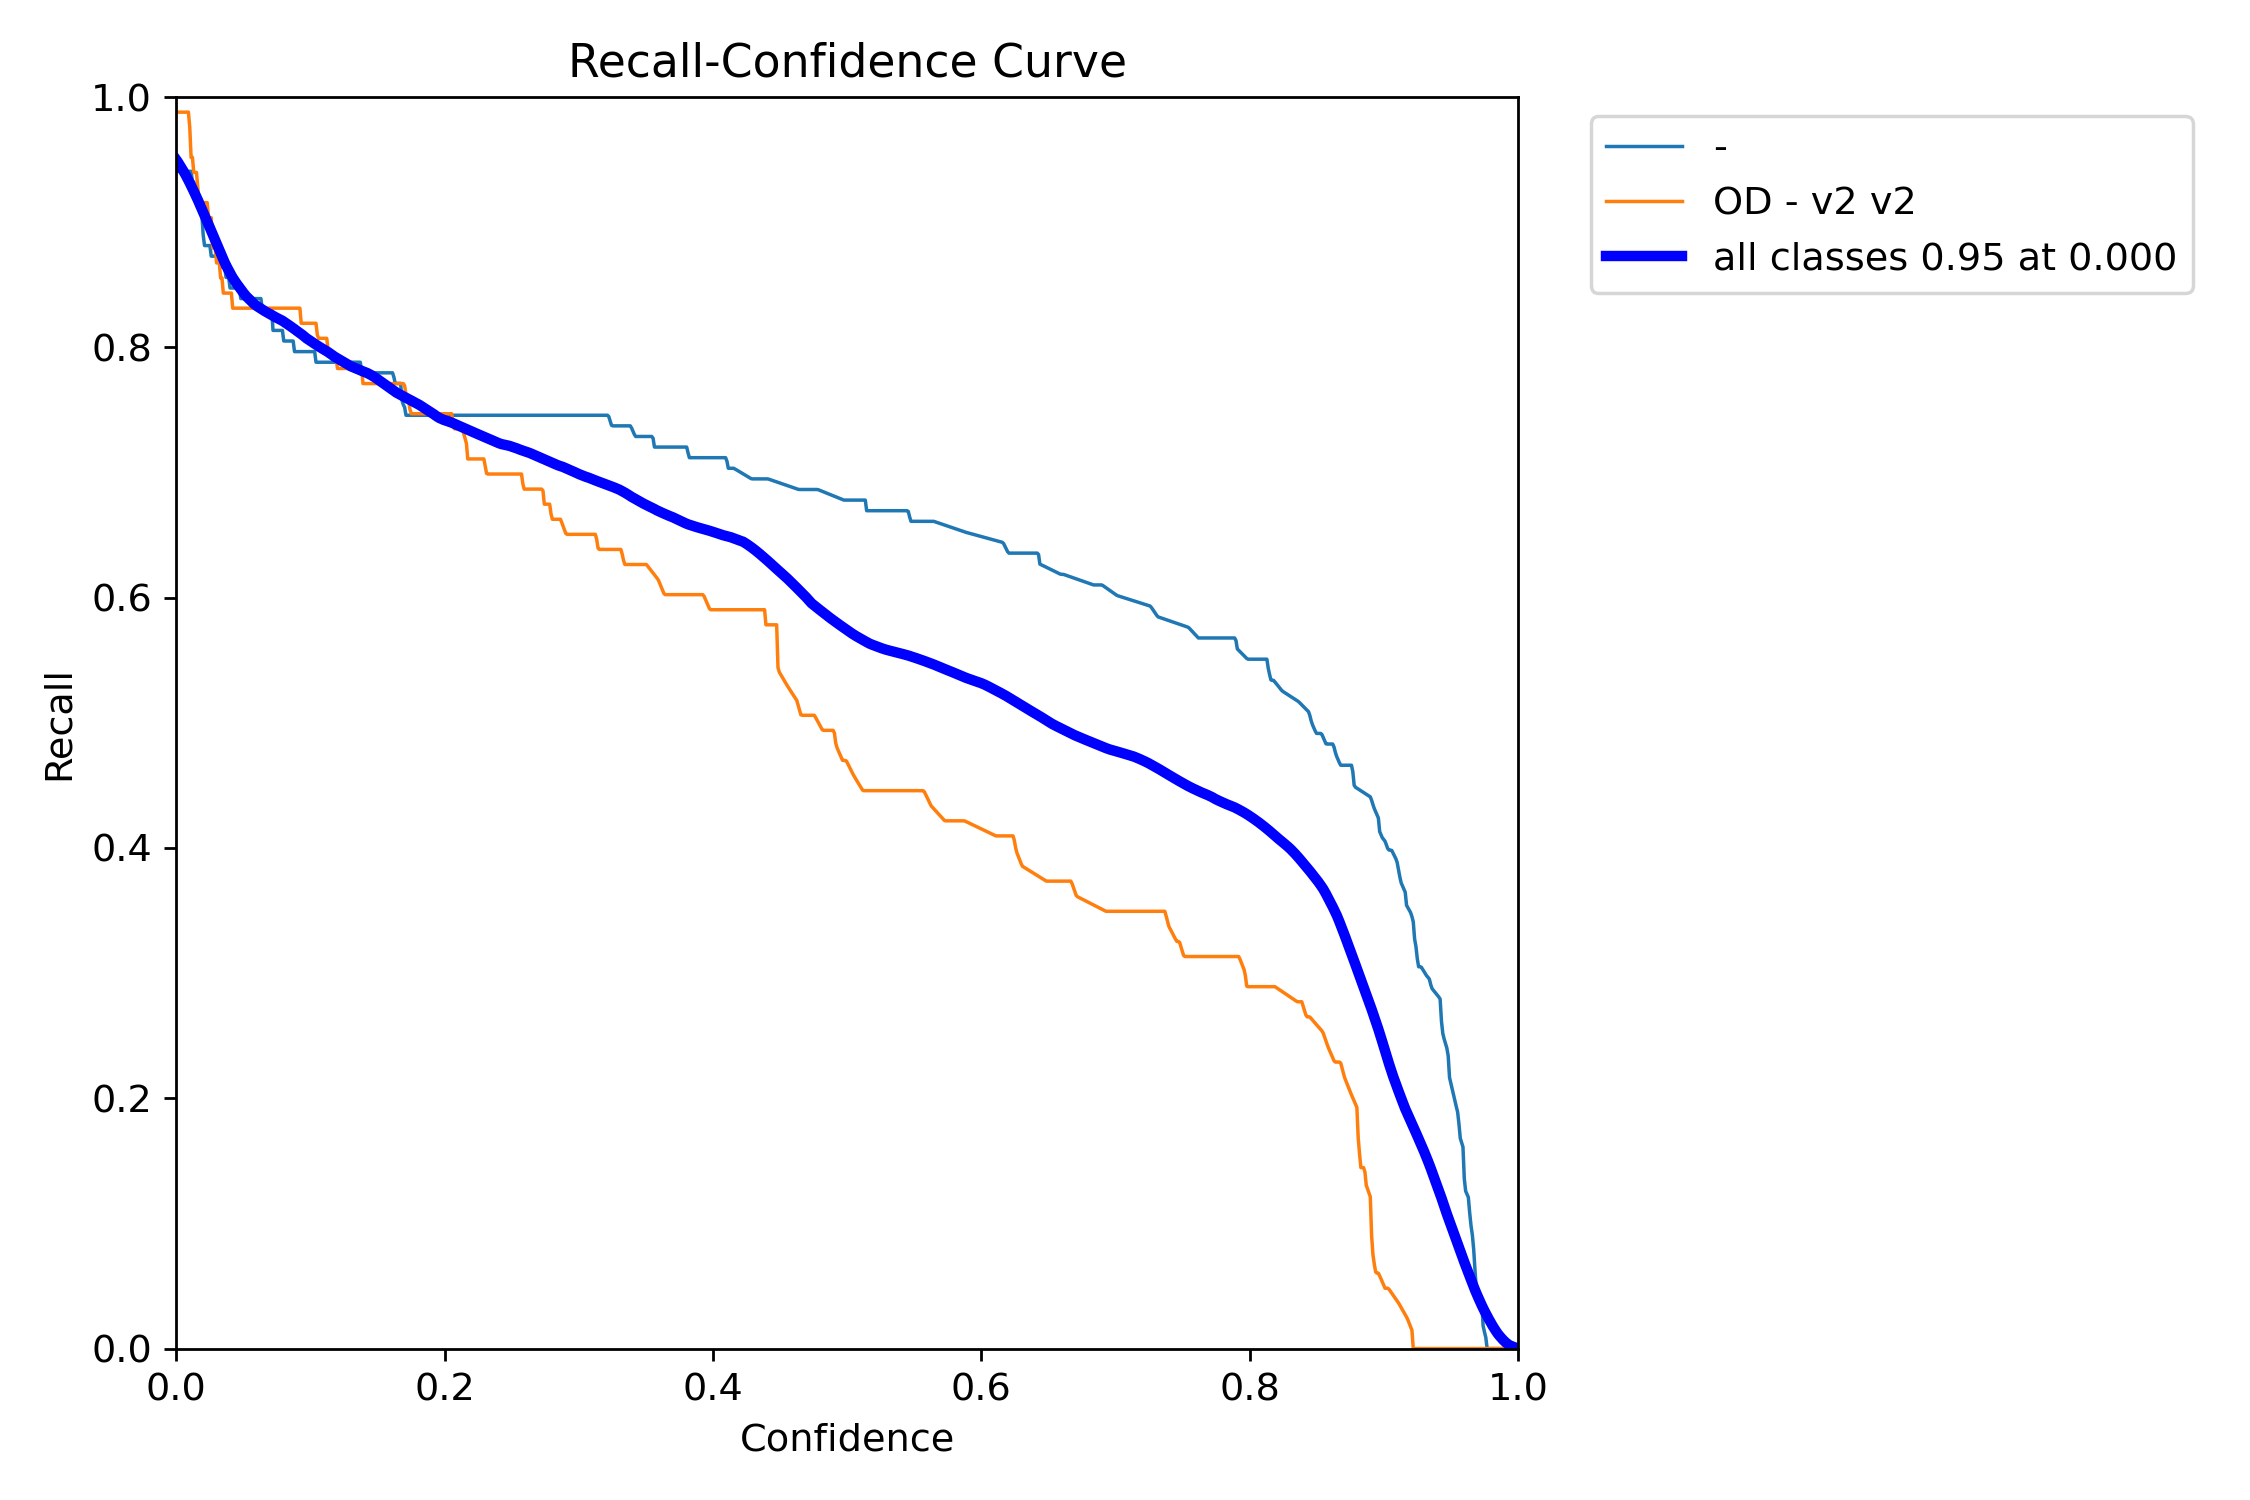 Recall-Confidence Curve
1.0
0.8
0.6
0.4
0.2
0.0
Recall
0.0 0.2 0.4 0.6 0.8 1.0
Confidence
-
OD - v2 v2
all classes 0.95 at 0.000